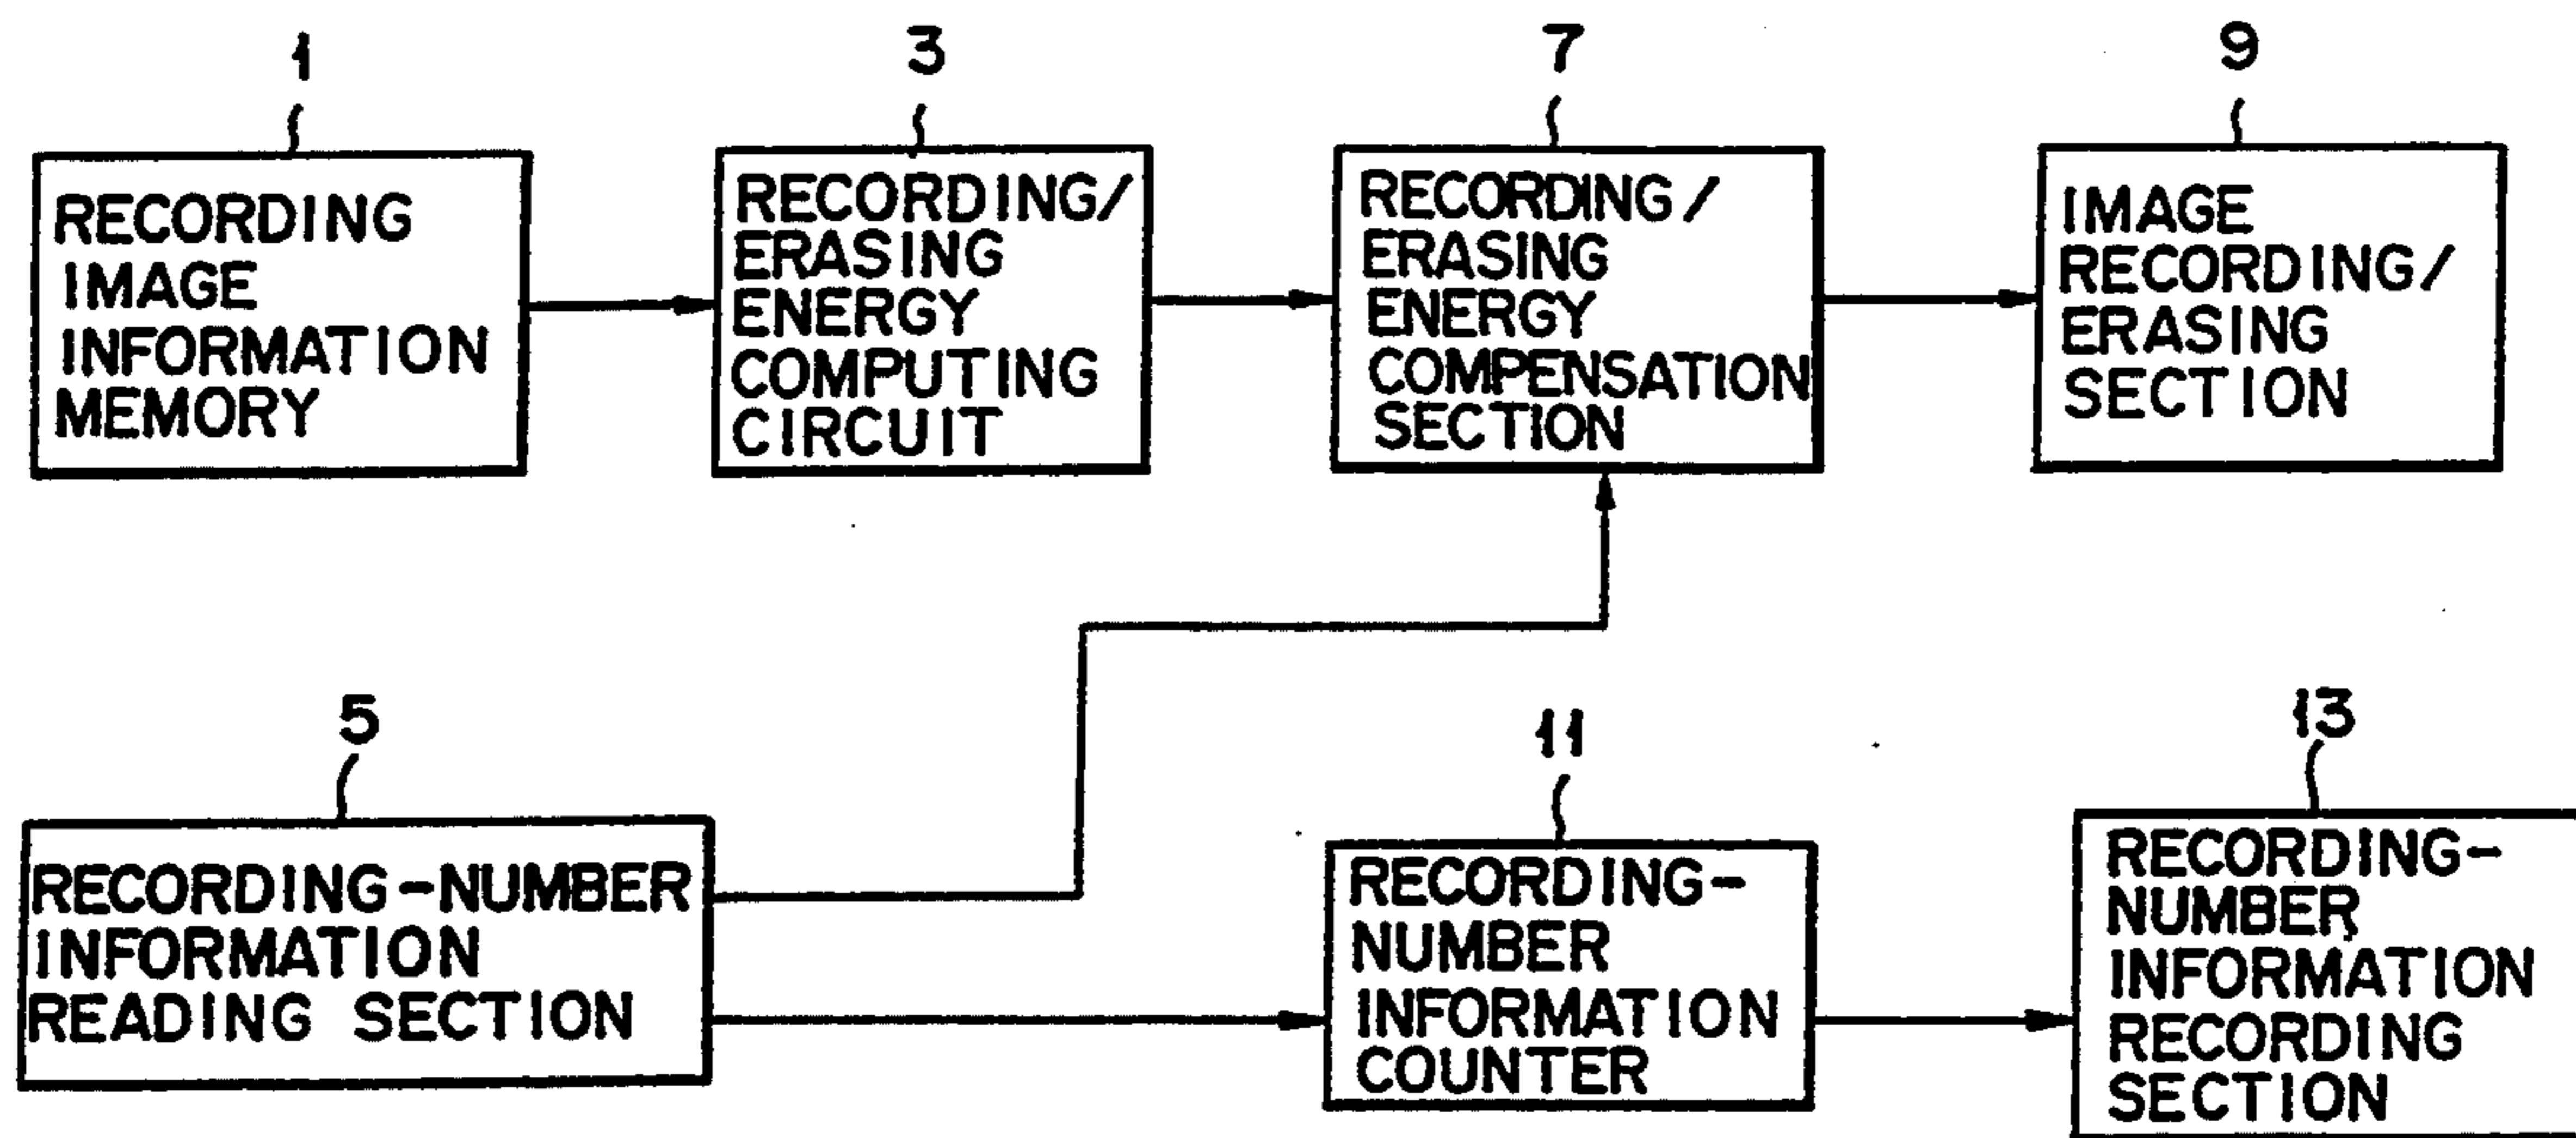 1
RECORDING
IMAGE
INFORMATION
MEMORY
3
RECORDING/
ERASING
ENERGY
COMPUTING
CIRCUIT
7
RECORDING/
ERASING
ENERGY
COMPENSATION
SECTION
9
IMAGE
RECORDING/
ERASING
SECTION
5
RECORDING-NUMBER
INFORMATION
READING SECTION
11
RECORDING-
NUMBER
INFORMATION
COUNTER
13
RECORDING-
NUMBER
INFORMATION
RECORDING
SECTION